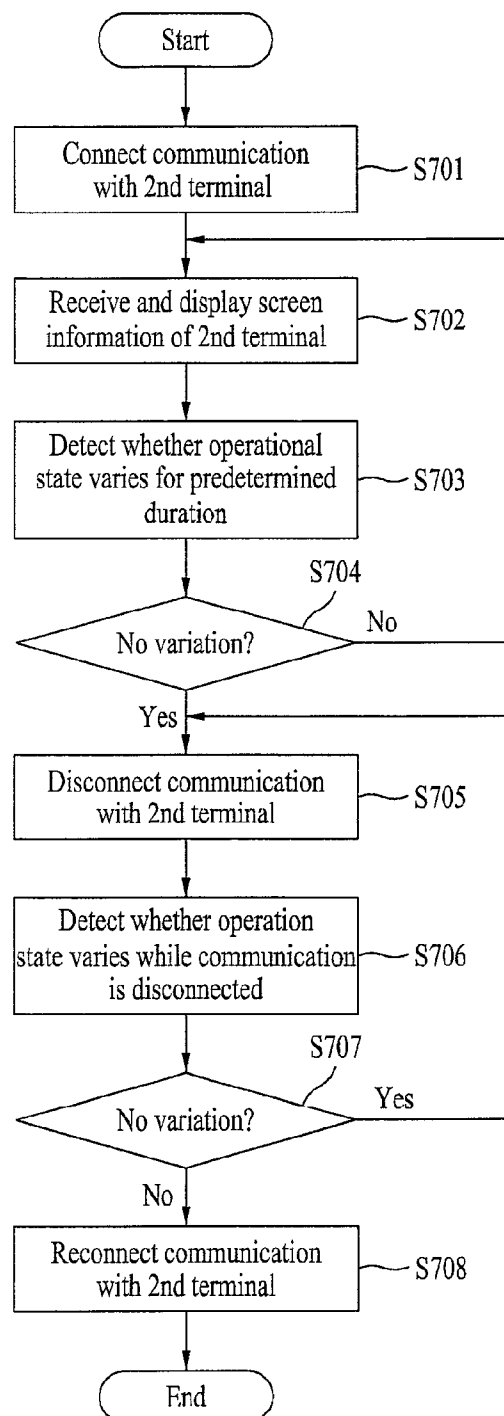 Start
Connect communication
with 2nd terminal
S701
Receive and display screen
information of 2nd terminal
S702
Detect whether operational
state varies for predetermined
duration
S703
S704
No variation?
No
Yes
Disconnect communication
with 2nd terminal
S705
Detect whether operation
state varies while communication
is disconnected
S706
S707
No variation?
Yes
No
Reconnect communication
with 2nd terminal
S708
End